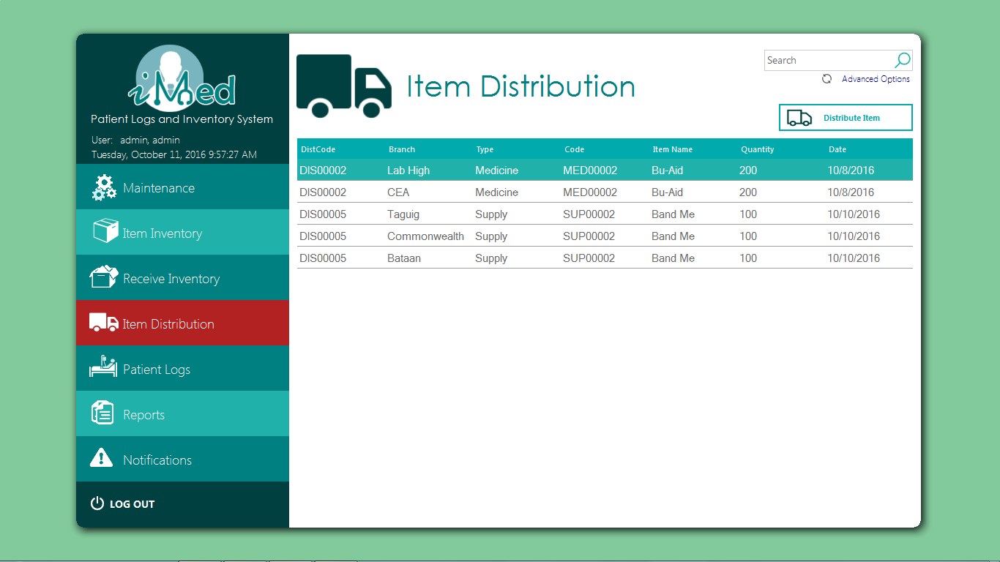 iMed
Patient Logs and Inventory System
User: admin, admin
Tuesday, October 11, 2016 9:57:27 AM
Maintenance
Item Inventory
Receive Inventory
Item Distribution
Patient Logs
Reports
Notifications
LOG OUT
Item Distribution
Search
Advanced Options
Distribute Item
DistCode Branch Type Code Item Name Quantity Date
DIS00002 Lab High Medicine MED00002 Bu-Aid 200 10/8/2016
DIS00002 CEA Medicine MED00002 Bu-Aid 200 10/8/2016
DIS00005 Taguig Supply SUP00002 Band Me 100 10/10/2016
DIS00005 Commonwealth Supply SUP00002 Band Me 100 10/10/2016
DIS00005 Bataan Supply SUP00002 Band Me 100 10/10/2016